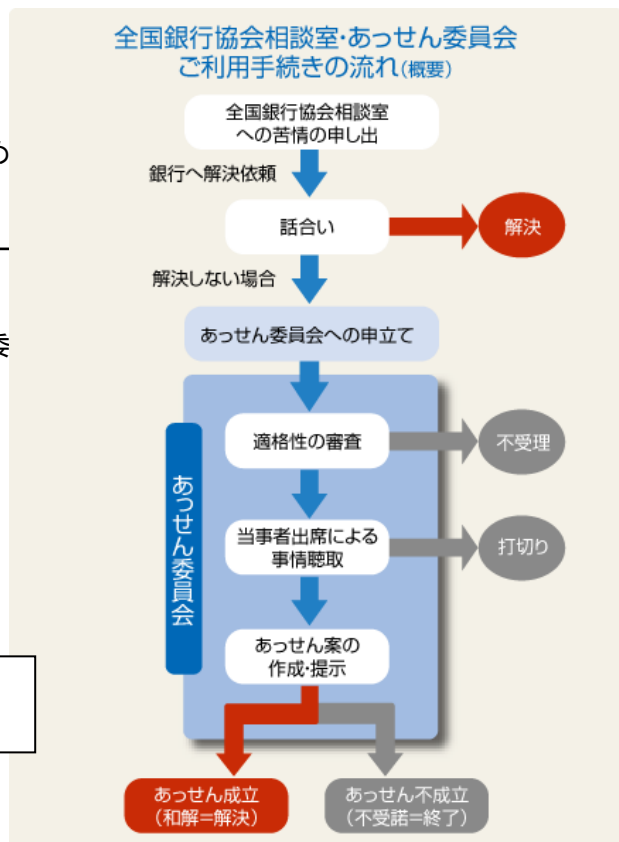 全国銀行協会相談室・あっせん委員会
ご利用手続きの流れ(概要)
全国銀行協会相談室
への苦情の申し出
銀行へ解決依頼
話合い
解決
解決しない場合
あっせん委員会への申立て
適格性の審査
不受理
あっせん委員会
当事者出席による
事情聴取
打切り
あっせん案の
作成・提示
あっせん成立
(和解=解決)
あっせん不成立
(不受諾=終了)